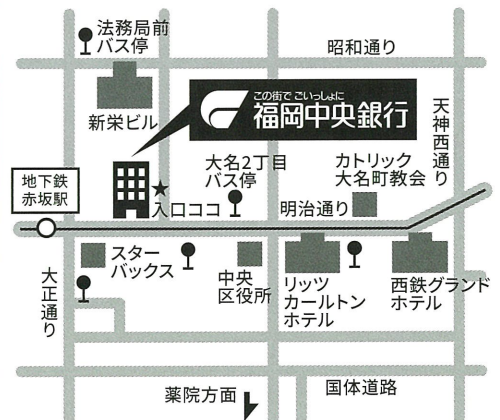 法務局前
バス停
昭和通り
この街で ごいっしょに
福岡中央銀行
新栄ビル
天神西通り
大名2丁目
バス停
カトリック
大名町教会
地下鉄
赤坂駅
入口ココ
明治通り
スター
バックス
大正通り
中央
区役所
リッツ
カールトン
ホテル
西鉄グランド
ホテル
薬院方面
国体道路